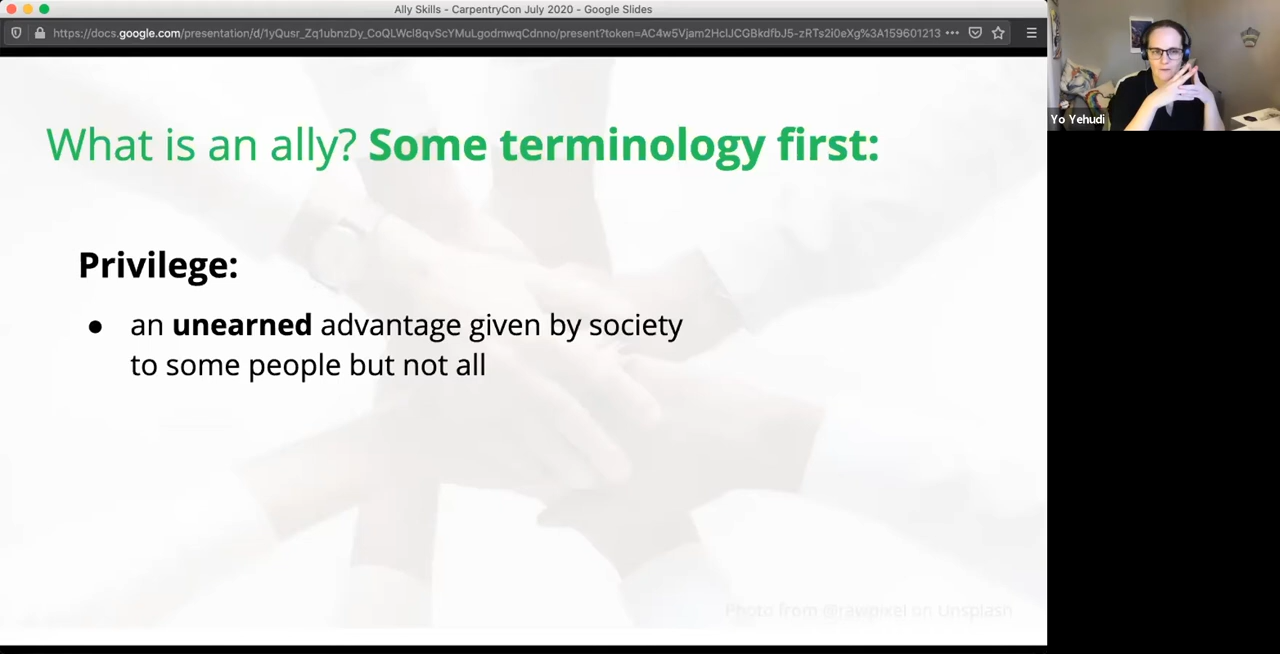 Ally Skills - CarpentryCon July 2020 - Google Slides
What is an ally? Some terminology first:
Privilege:
● an unearned advantage given by society
to some people but not all
Photo from @rawpixel on Unsplash
Yo Yehudi